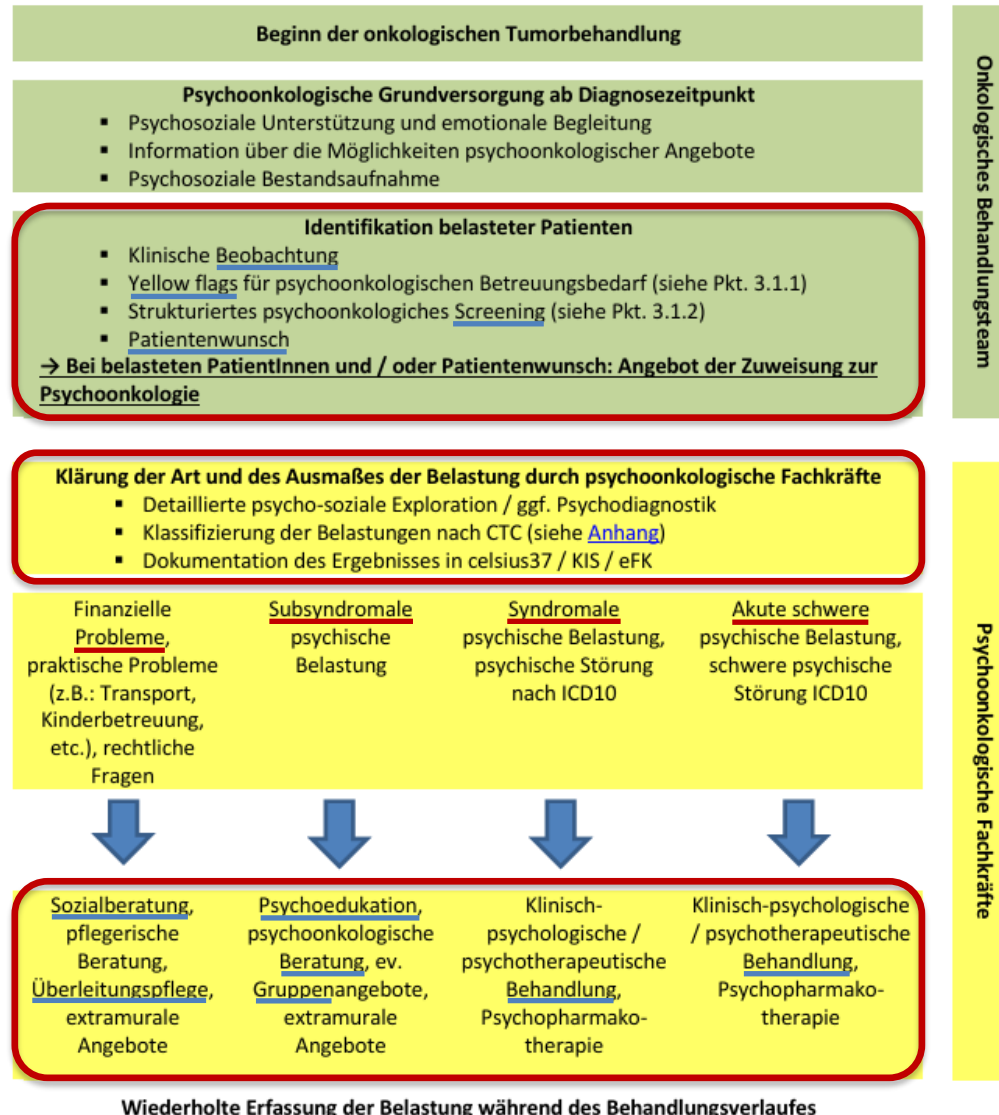 Beginn der onkologischen Tumorbehandlung
Psychoonkologische Grundversorgung ab Diagnosezeitpunkt
▪ Psychosoziale Unterstützung und emotionale Begleitung
▪ Information über die Möglichkeiten psychoonkologischer Angebote
▪ Psychosoziale Bestandsaufnahme
Identifikation belasteter Patienten
▪ Klinische Beobachtung
▪ Yellow flags für psychoonkologischen Betreuungsbedarf (siehe Pkt. 3.1.1)
▪ Strukturiertes psychoonkologiches Screening (siehe Pkt. 3.1.2)
▪ Patientenwunsch
→ Bei belasteten PatientInnen und / oder Patientenwunsch: Angebot der Zuweisung zur
Psychoonkologie
Onkologisches Behandlungsteam
Klärung der Art und des Ausmaßes der Belastung durch psychoonkologische Fachkräfte
▪ Detaillierte psycho-soziale Exploration / ggf. Psychodiagnostik
▪ Klassifizierung der Belastungen nach CTC (siehe Anhang)
▪ Dokumentation des Ergebnisses in celsius37 / KIS / eFK
Finanzielle
Probleme,
praktische Probleme
(z.B.: Transport,
Kinderbetreuung,
etc.), rechtliche
Fragen
Subsyndromale
psychische
Belastung
Syndromale
psychische Belastung,
psychische Störung
nach ICD10
Akute schwere
psychische Belastung,
schwere psychische
Störung ICD10
Sozialberatung,
pflegerische
Beratung,
Überleitungspflege,
extramurale
Angebote
Psychoedukation,
psychoonkologische
Beratung, ev.
Gruppenangebote,
extramurale
Angebote
Klinisch-
psychologische /
psychotherapeutische
Behandlung,
Psychopharmako-
therapie
Klinisch-psychologische
/ psychotherapeutische
Behandlung,
Psychopharmako-
therapie
Psychoonkologische Fachkräfte
Wiederholte Erfassung der Belastung während des Behandlungsverlaufes